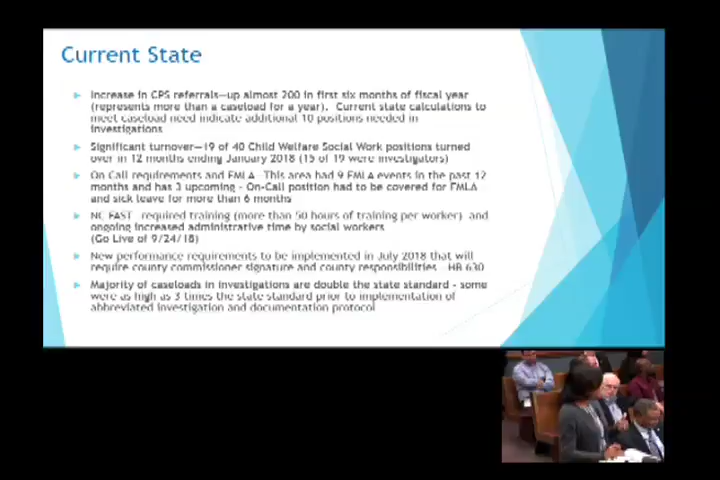 Current State
Increase in CPS referrals—up almost 200 in first six months of fiscal year
(represents more than a caseload for a year). Current state calculations to
meet caseload need indicate additional 10 positions needed in
investigations
Significant turnover—19 of 40 Child Welfare Social Work positions turned
over in 12 months ending January 2018 (15 of 19 were investigators)
On Call requirements and FMLA - This area had 9 FMLA events in the past 12
months and has 3 upcoming - On-Call position had to be covered for FMLA
and sick leave for more than 6 months
NC FAST - required training (more than 50 hours of training per worker) and
ongoing increased administrative time by social workers
(Go Live of 9/24/18)
New performance requirements to be implemented in July 2018 that will
require county commissioner signature and county responsibilities - HB 630
Majority of caseloads in investigations are double the state standard - some
were as high as 3 times the state standard prior to implementation of
abbreviated investigation and documentation protocol